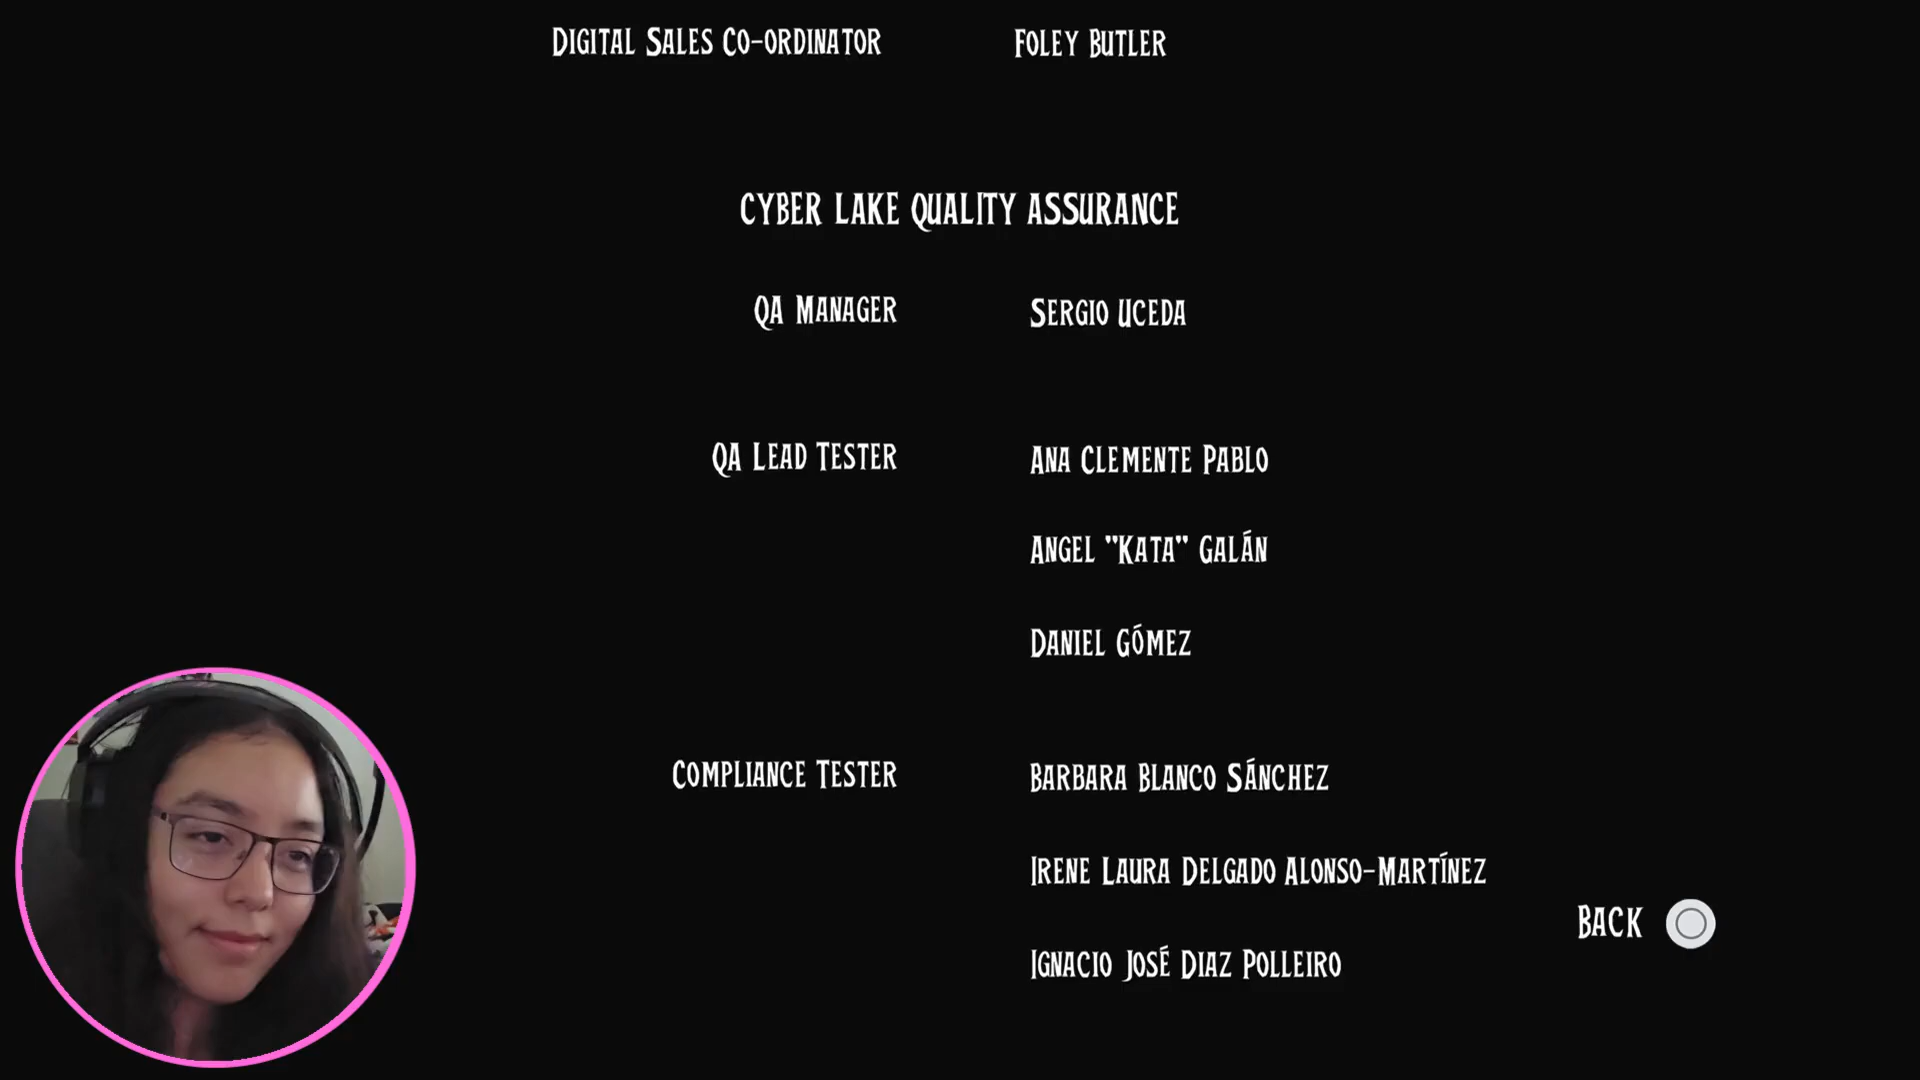 Digital Sales Co-ordinator Foley Butler
CYBER LAKE QUALITY ASSURANCE
QA Manager Sergio Uceda
QA Lead Tester Ana Clemente Pablo
Angel "Kata" Galán
Daniel Gómez
Compliance Tester Barbara Blanco Sánchez
Irene Laura Delgado Alonso-Martínez
Back
Ignacio José Diaz Polleiro